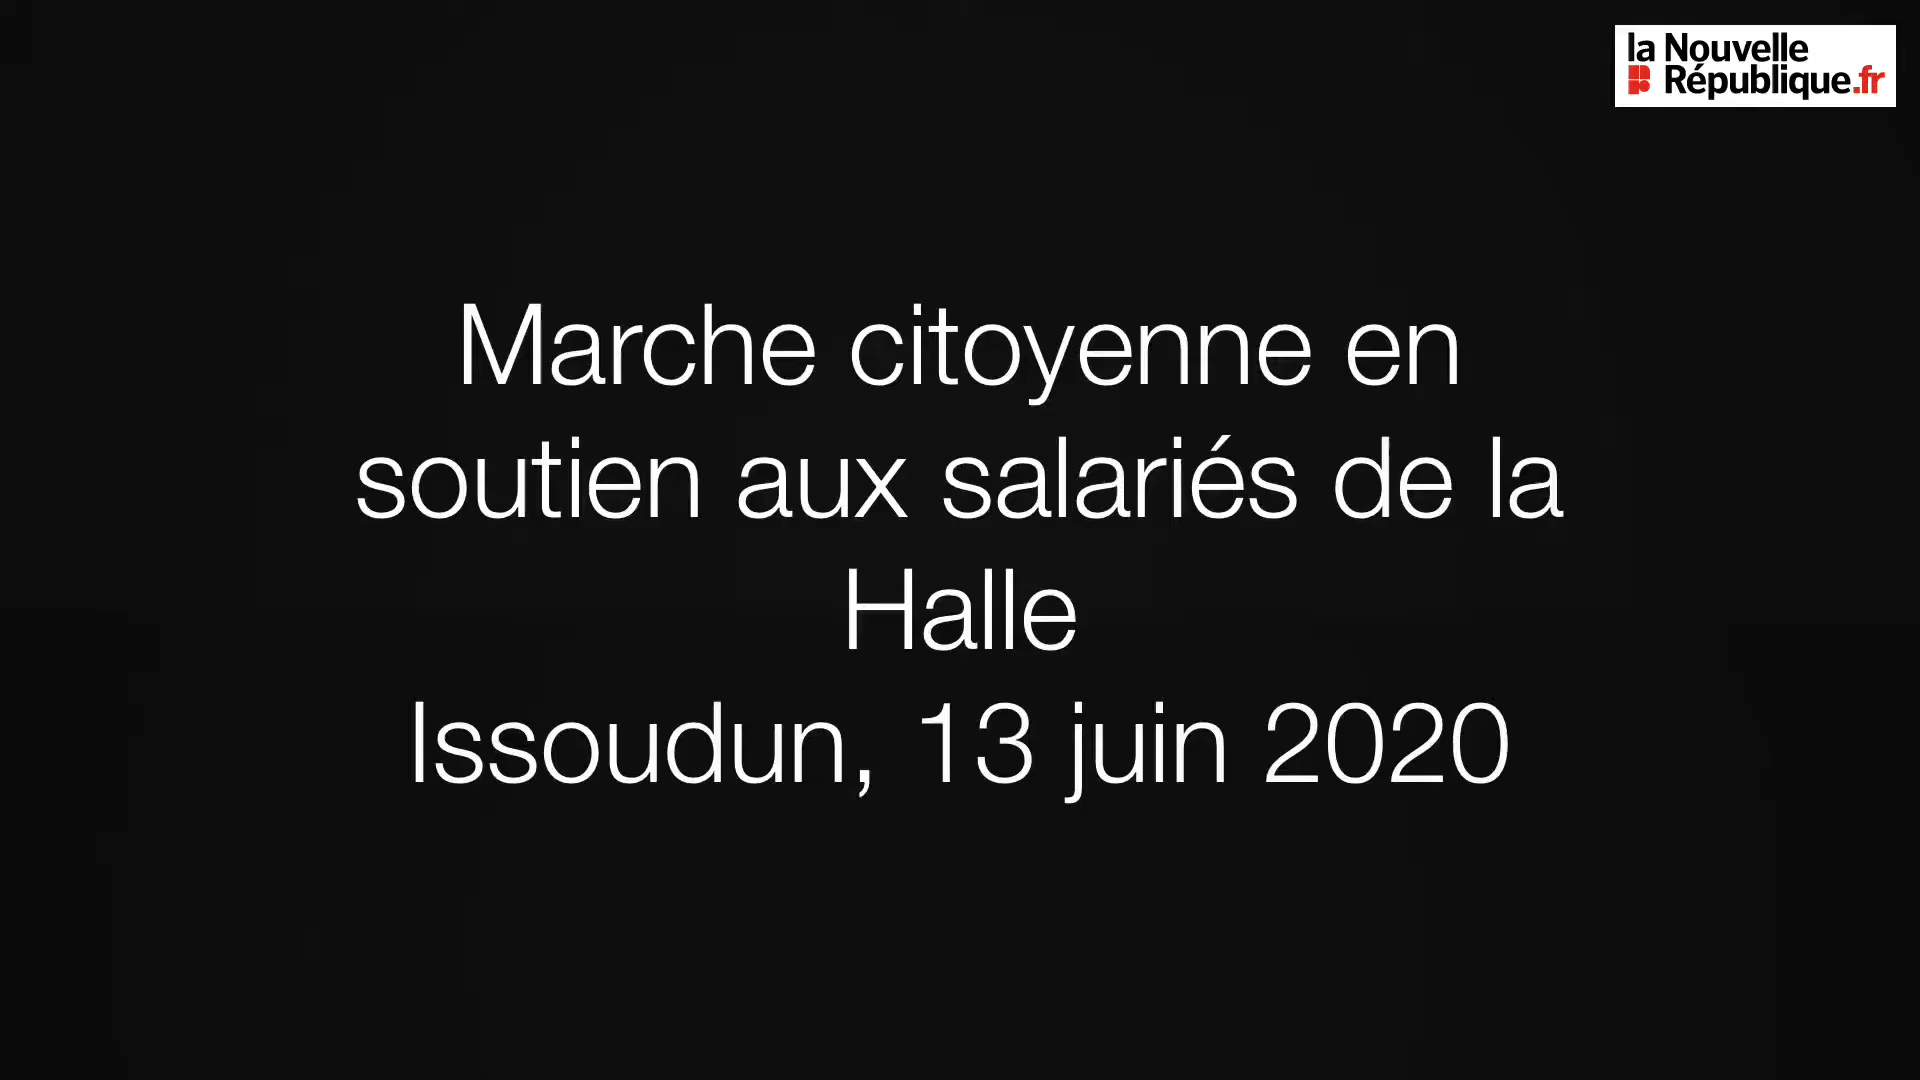 la Nouvelle
République.fr
Marche citoyenne en
soutien aux salariés de la
Halle
Issoudun, 13 juin 2020